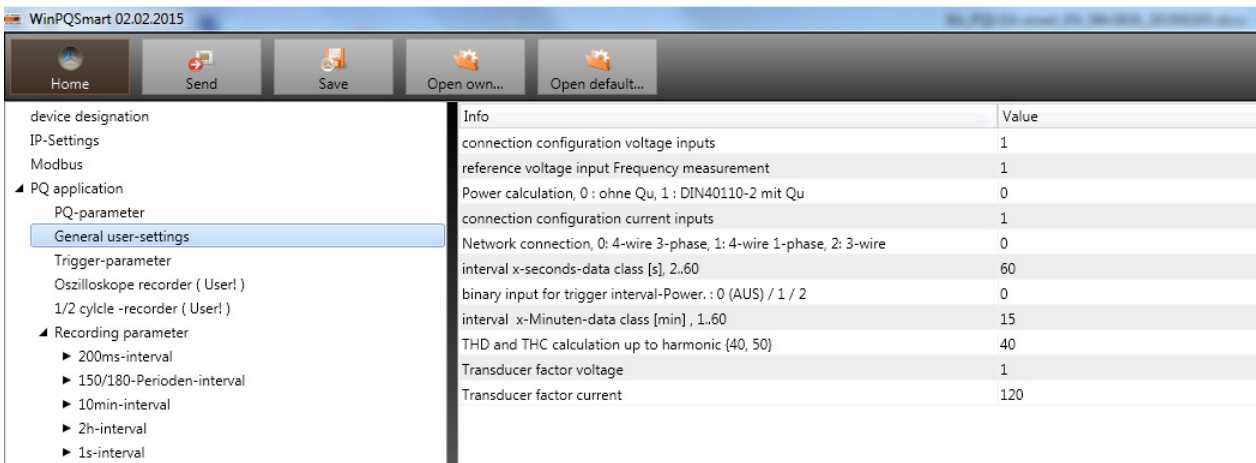 WinPQSmart 02.02.2015
Home Send Save Open own... Open default...
device designation
IP-Settings
Modbus
PQ application
PQ-parameter
General user-settings
Trigger-parameter
Oszilloskope recorder ( User! )
1/2 cylcle -recorder ( User! )
Recording parameter
200ms-interval
150/180-Perioden-interval
10min-interval
2h-interval
1s-interval
Info Value
connection configuration voltage inputs 1
reference voltage input Frequency measurement 1
Power calculation, 0 : ohne Qu, 1 : DIN40110-2 mit Qu 0
connection configuration current inputs 1
Network connection, 0: 4-wire 3-phase, 1: 4-wire 1-phase, 2: 3-wire 0
interval x-seconds-data class [s], 2..60 60
binary input for trigger interval-Power. : 0 (AUS) / 1 / 2 0
interval x-Minuten-data class [min] , 1..60 15
THD and THC calculation up to harmonic {40, 50} 40
Transducer factor voltage 1
Transducer factor current 120